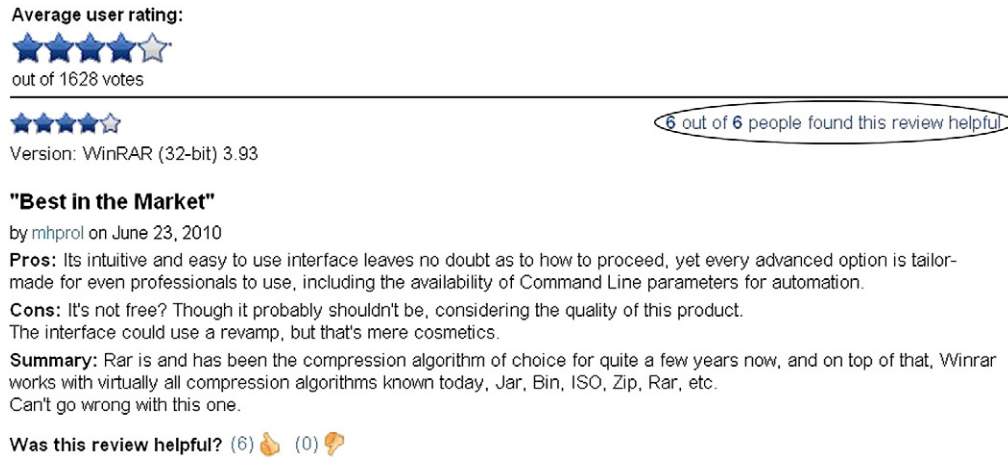 Average user rating:
out of 1628 votes
6 out of 6 people found this review helpful
Version: WinRAR (32-bit) 3.93
"Best in the Market"
by mhprol on June 23, 2010
Pros: Its intuitive and easy to use interface leaves no doubt as to how to proceed, yet every advanced option is tailor-
made for even professionals to use, including the availability of Command Line parameters for automation.
Cons: It's not free? Though it probably shouldn't be, considering the quality of this product.
The interface could use a revamp, but that's mere cosmetics.
Summary: Rar is and has been the compression algorithm of choice for quite a few years now, and on top of that, Winrar
works with virtually all compression algorithms known today, Jar, Bin, ISO, Zip, Rar, etc.
Can't go wrong with this one.
Was this review helpful? (6) (0)